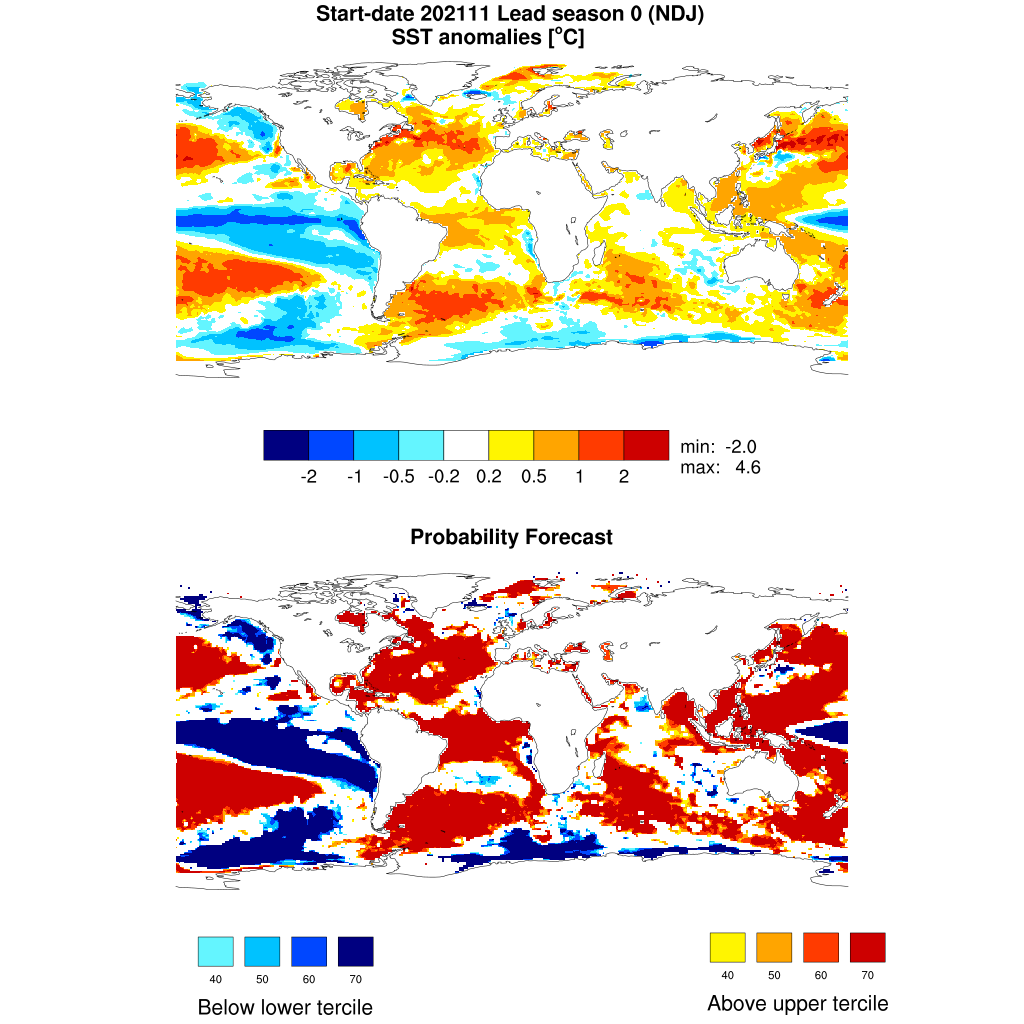 Start-date 202111 Lead season 0 (NDJ)
SST anomalies [°C]
-2 -1 -0.5 -0.2 0.2 0.5 1 2
min: -2.0
max: 4.6
Probability Forecast
40 50 60 70
Below lower tercile
40 50 60 70
Above upper tercile